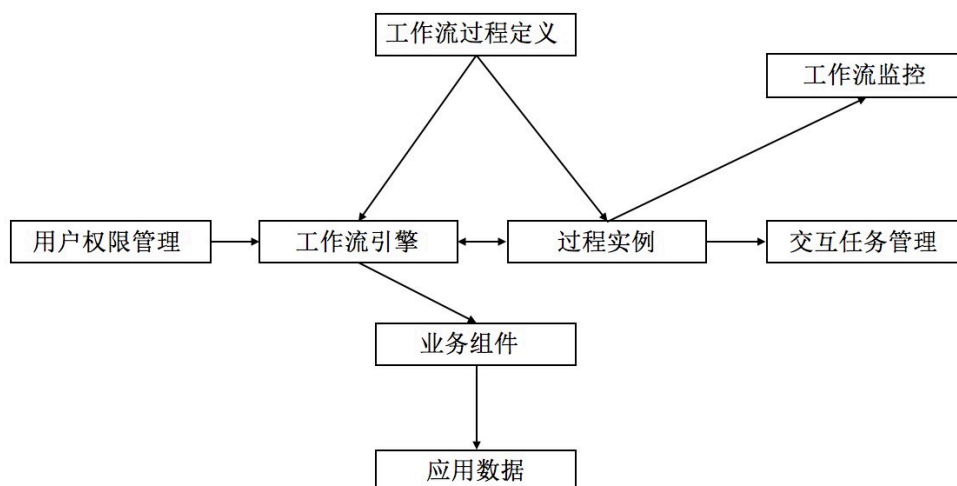 工作流过程定义
工作流监控
用户权限管理
工作流引擎
过程实例
交互任务管理
业务组件
应用数据